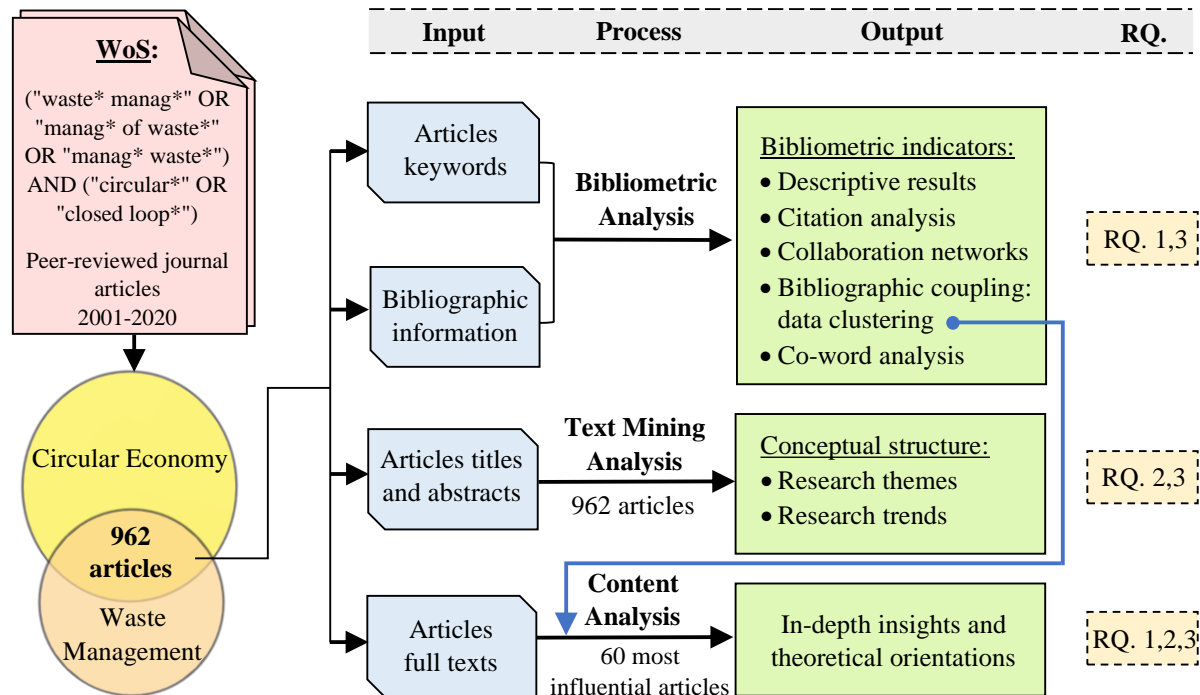 WoS:
("waste* manag*" OR
"manag* of waste*"
OR "manag* waste*")
AND ("circular*" OR
"closed loop*")
Peer-reviewed journal
articles
2001-2020
Circular Economy
962
articles
Waste
Management
Input
Process
Output
RQ.
Articles
keywords
Bibliographic
information
Bibliometric
Analysis
Bibliometric indicators:
• Descriptive results
• Citation analysis
• Collaboration networks
• Bibliographic coupling:
data clustering
• Co-word analysis
RQ. 1,3
Articles titles
and abstracts
Text Mining
Analysis
962 articles
Conceptual structure:
• Research themes
• Research trends
RQ. 2,3
Articles
full texts
Content
Analysis
60 most
influential articles
In-depth insights and
theoretical orientations
RQ. 1,2,3